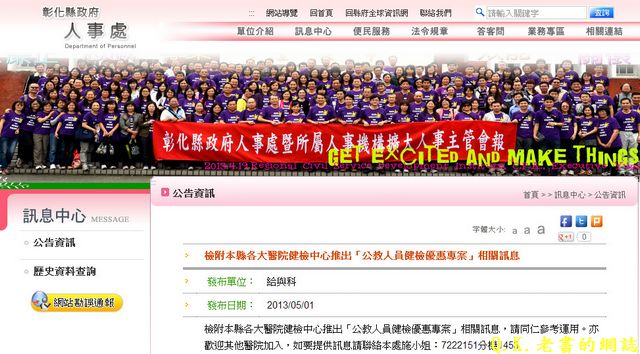 彰化縣政府
人事處
Department of Personnel
::: 網站導覽 回首頁 回縣府全球資訊網 聯絡我們
請輸入關鍵字 查詢
單位介紹 訊息中心 便民服務 法令規章 答客問 業務專區 相關連結
彰化縣政府人事處暨所屬人事機構擴大人事主管會報
GET EXCITED AND MAKE THINGS
訊息中心 MESSAGE
公告資訊
歷史資料查詢
網站勘誤通報
公告資訊
首頁 > > 訊息中心 > 公告資訊
字體大小: a a a
+1 0
檢附本縣各大醫院健檢中心推出「公教人員健檢優惠專案」相關訊息
發布單位： 給與科
發布日期： 2013/05/01
檢附本縣各大醫院健檢中心推出「公教人員健檢優惠專案」相關訊息，請同仁參考運用。亦
歡迎其他醫院加入，如要提供訊息請聯絡本處施小姐：7222151分機
老書的網誌